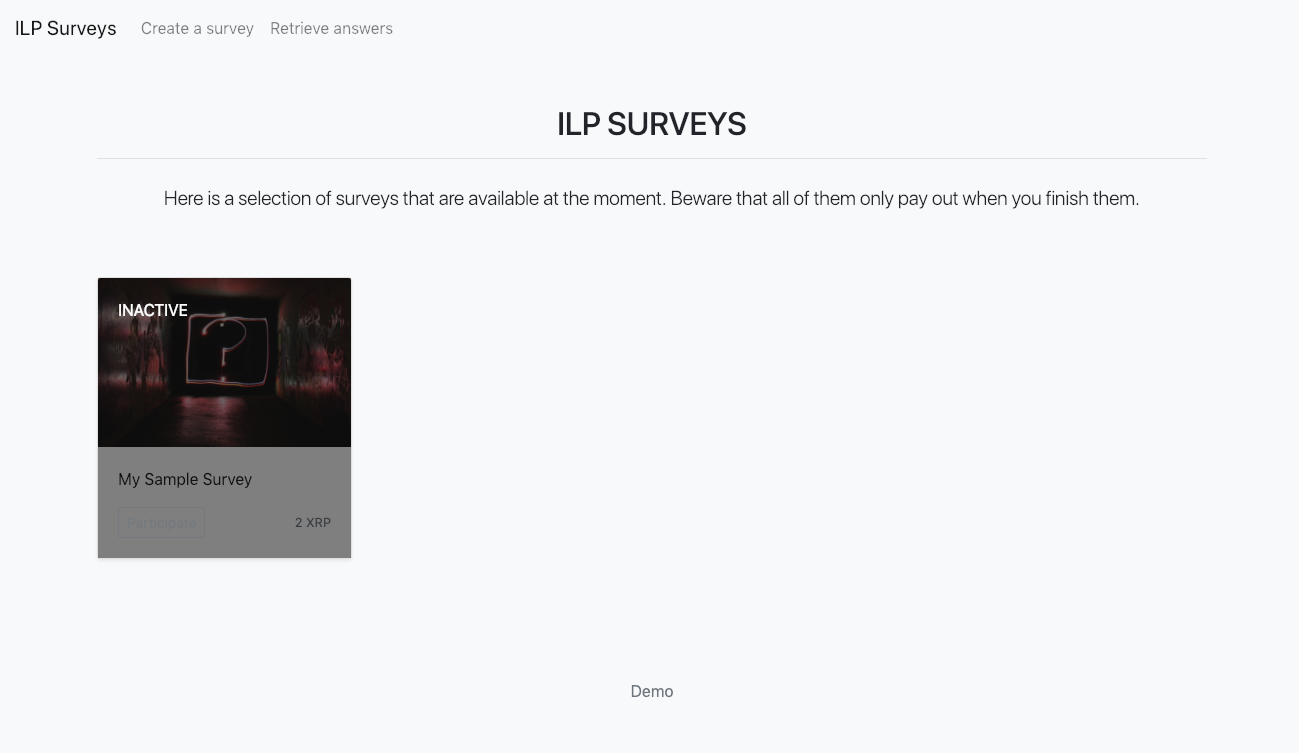 ILP Surveys Create a survey Retrieve answers
ILP SURVEYS
Here is a selection of surveys that are available at the moment. Beware that all of them only pay out when you finish them.
INACTIVE
?
My Sample Survey
Participate 2 XRP
Demo